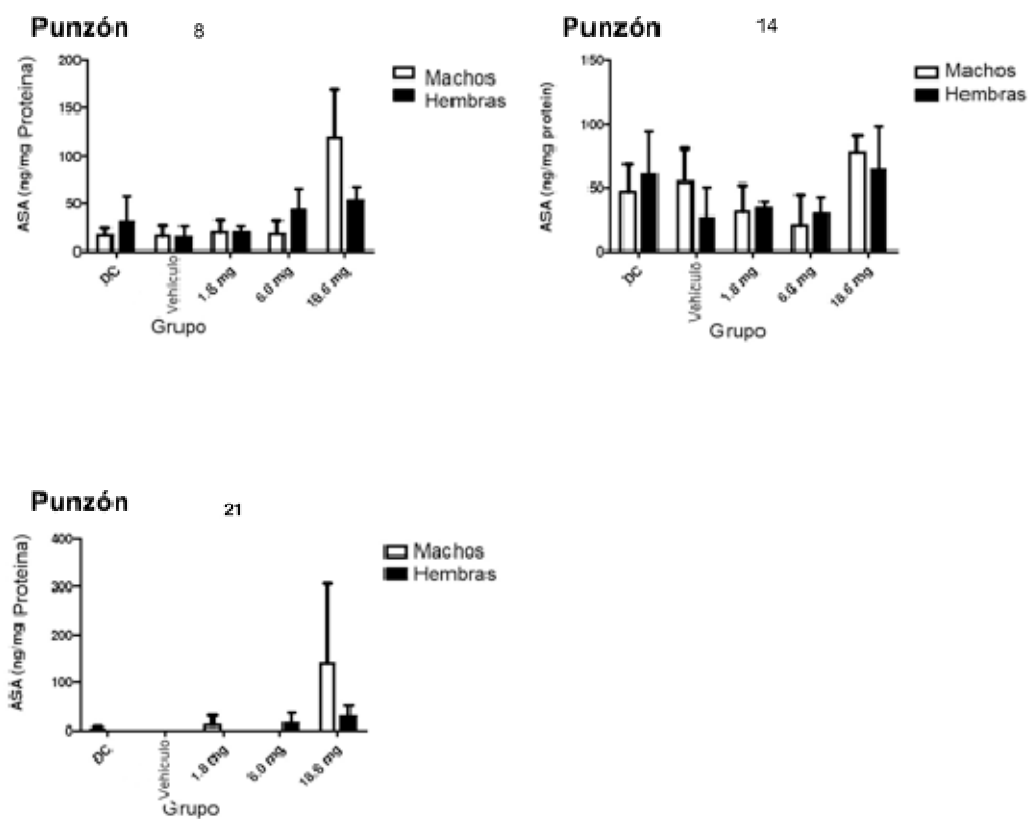 Punzón 8
ASA (ng/mg Proteina)
200
150
100
50
0
Machos
Hembras
DC
Vehículo
1.8 mg
6.0 mg
18.6 mg
Grupo
Punzón 14
ASA (ng/mg protein)
150
100
50
0
Machos
Hembras
DC
Vehículo
1.8 mg
6.0 mg
18.6 mg
Grupo
Punzón 21
ASA (ng/mg Proteina)
400
300
200
100
0
Machos
Hembras
DC
Vehículo
1.8 mg
6.0 mg
18.6 mg
Grupo